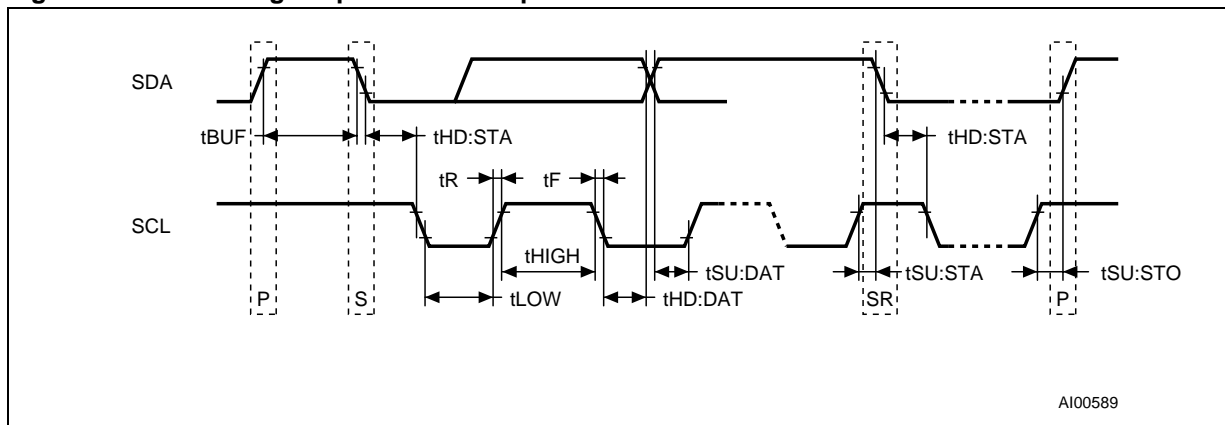 SDA
tBUF
tHD:STA
tHD:STA
tR
tF
SCL
tHIGH
tSU:DAT
tSU:STA
tSU:STO
P
S
tLOW
tHD:DAT
SR
P
AI00589